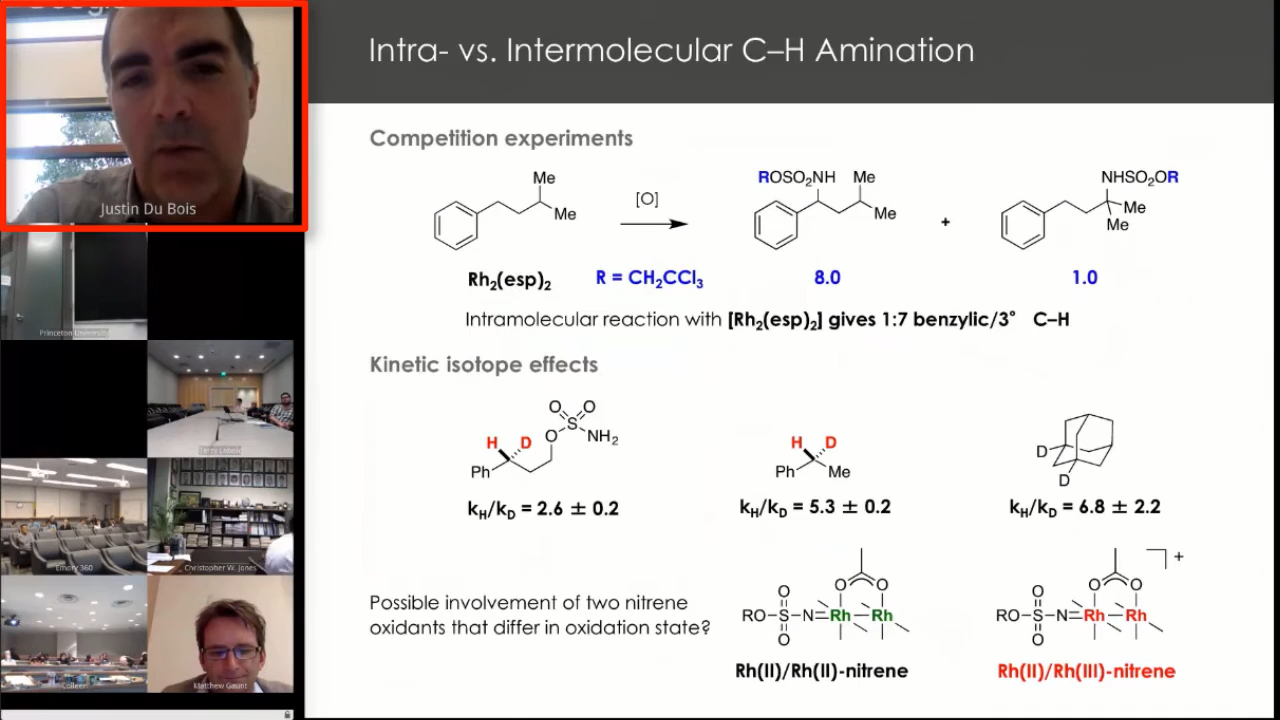 Justin Du Bois
Princeton University
Emory 360
Christopher W. Jones
Matthew Gaunt
Intra- vs. Intermolecular C–H Amination
Competition experiments
Me
Me
[O]
ROSO₂NH
Me
Me
+
NHSO₂OR
Me
Me
Rh₂(esp)₂
R = CH₂CCl₃
8.0
1.0
Intramolecular reaction with [Rh₂(esp)₂] gives 1:7 benzylic/3° C–H
Kinetic isotope effects
O O
S
O
NH₂
H D
Ph
H D
Ph
Me
D
D
kH/kD = 2.6 ± 0.2
kH/kD = 5.3 ± 0.2
kH/kD = 6.8 ± 2.2
Possible involvement of two nitrene
oxidants that differ in oxidation state?
O
O O
RO S N Rh Rh
O
Rh(II)/Rh(II)-nitrene
+
O
O O
RO S N Rh Rh
O
Rh(II)/Rh(III)-nitrene